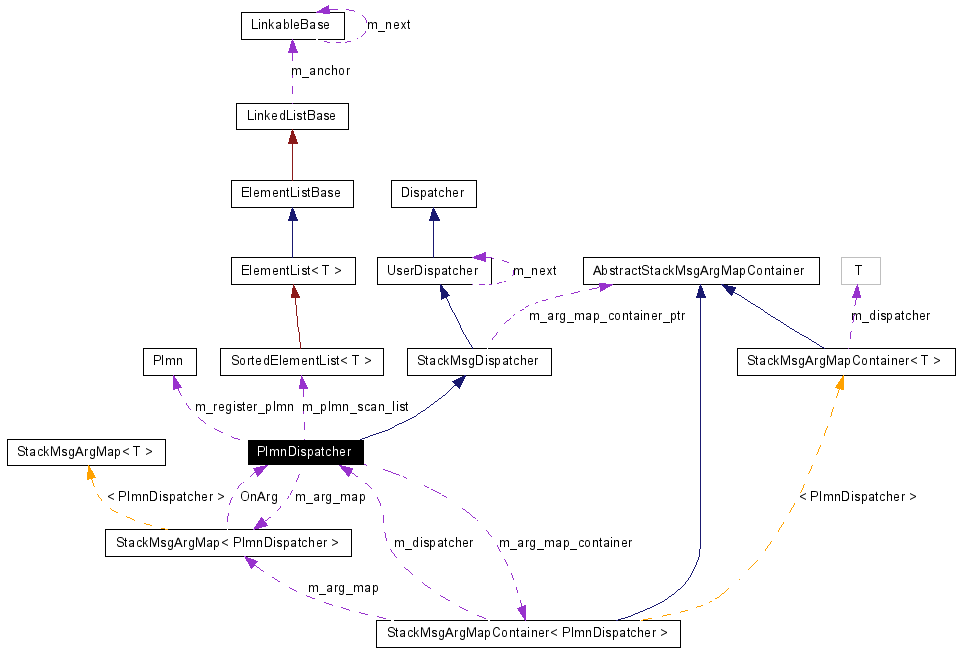 LinkableBase
m_next
m_anchor
LinkedListBase
ElementListBase
Dispatcher
ElementList< T >
UserDispatcher
m_next
AbstractStackMsgArgMapContainer
T
m_arg_map_container_ptr
m_dispatcher
Plmn
SortedElementList< T >
StackMsgDispatcher
StackMsgArgMapContainer< T >
m_register_plmn
m_plmn_scan_list
StackMsgArgMap< T >
PlmnDispatcher
< PlmnDispatcher >
OnArg
m_arg_map
< PlmnDispatcher >
StackMsgArgMap< PlmnDispatcher >
m_dispatcher
m_arg_map_container
m_arg_map
StackMsgArgMapContainer< PlmnDispatcher >